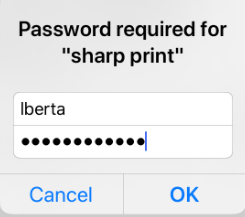 Password required for
"sharp print"
lberta
●●●●●●●●●●●●
Cancel OK